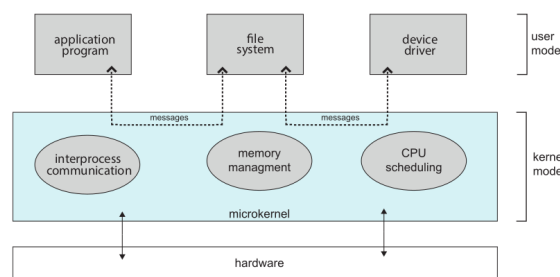 application
program
file
system
device
driver
user
mode
messages
messages
interprocess
communication
memory
managment
CPU
scheduling
kerne
mode
microkernel
hardware